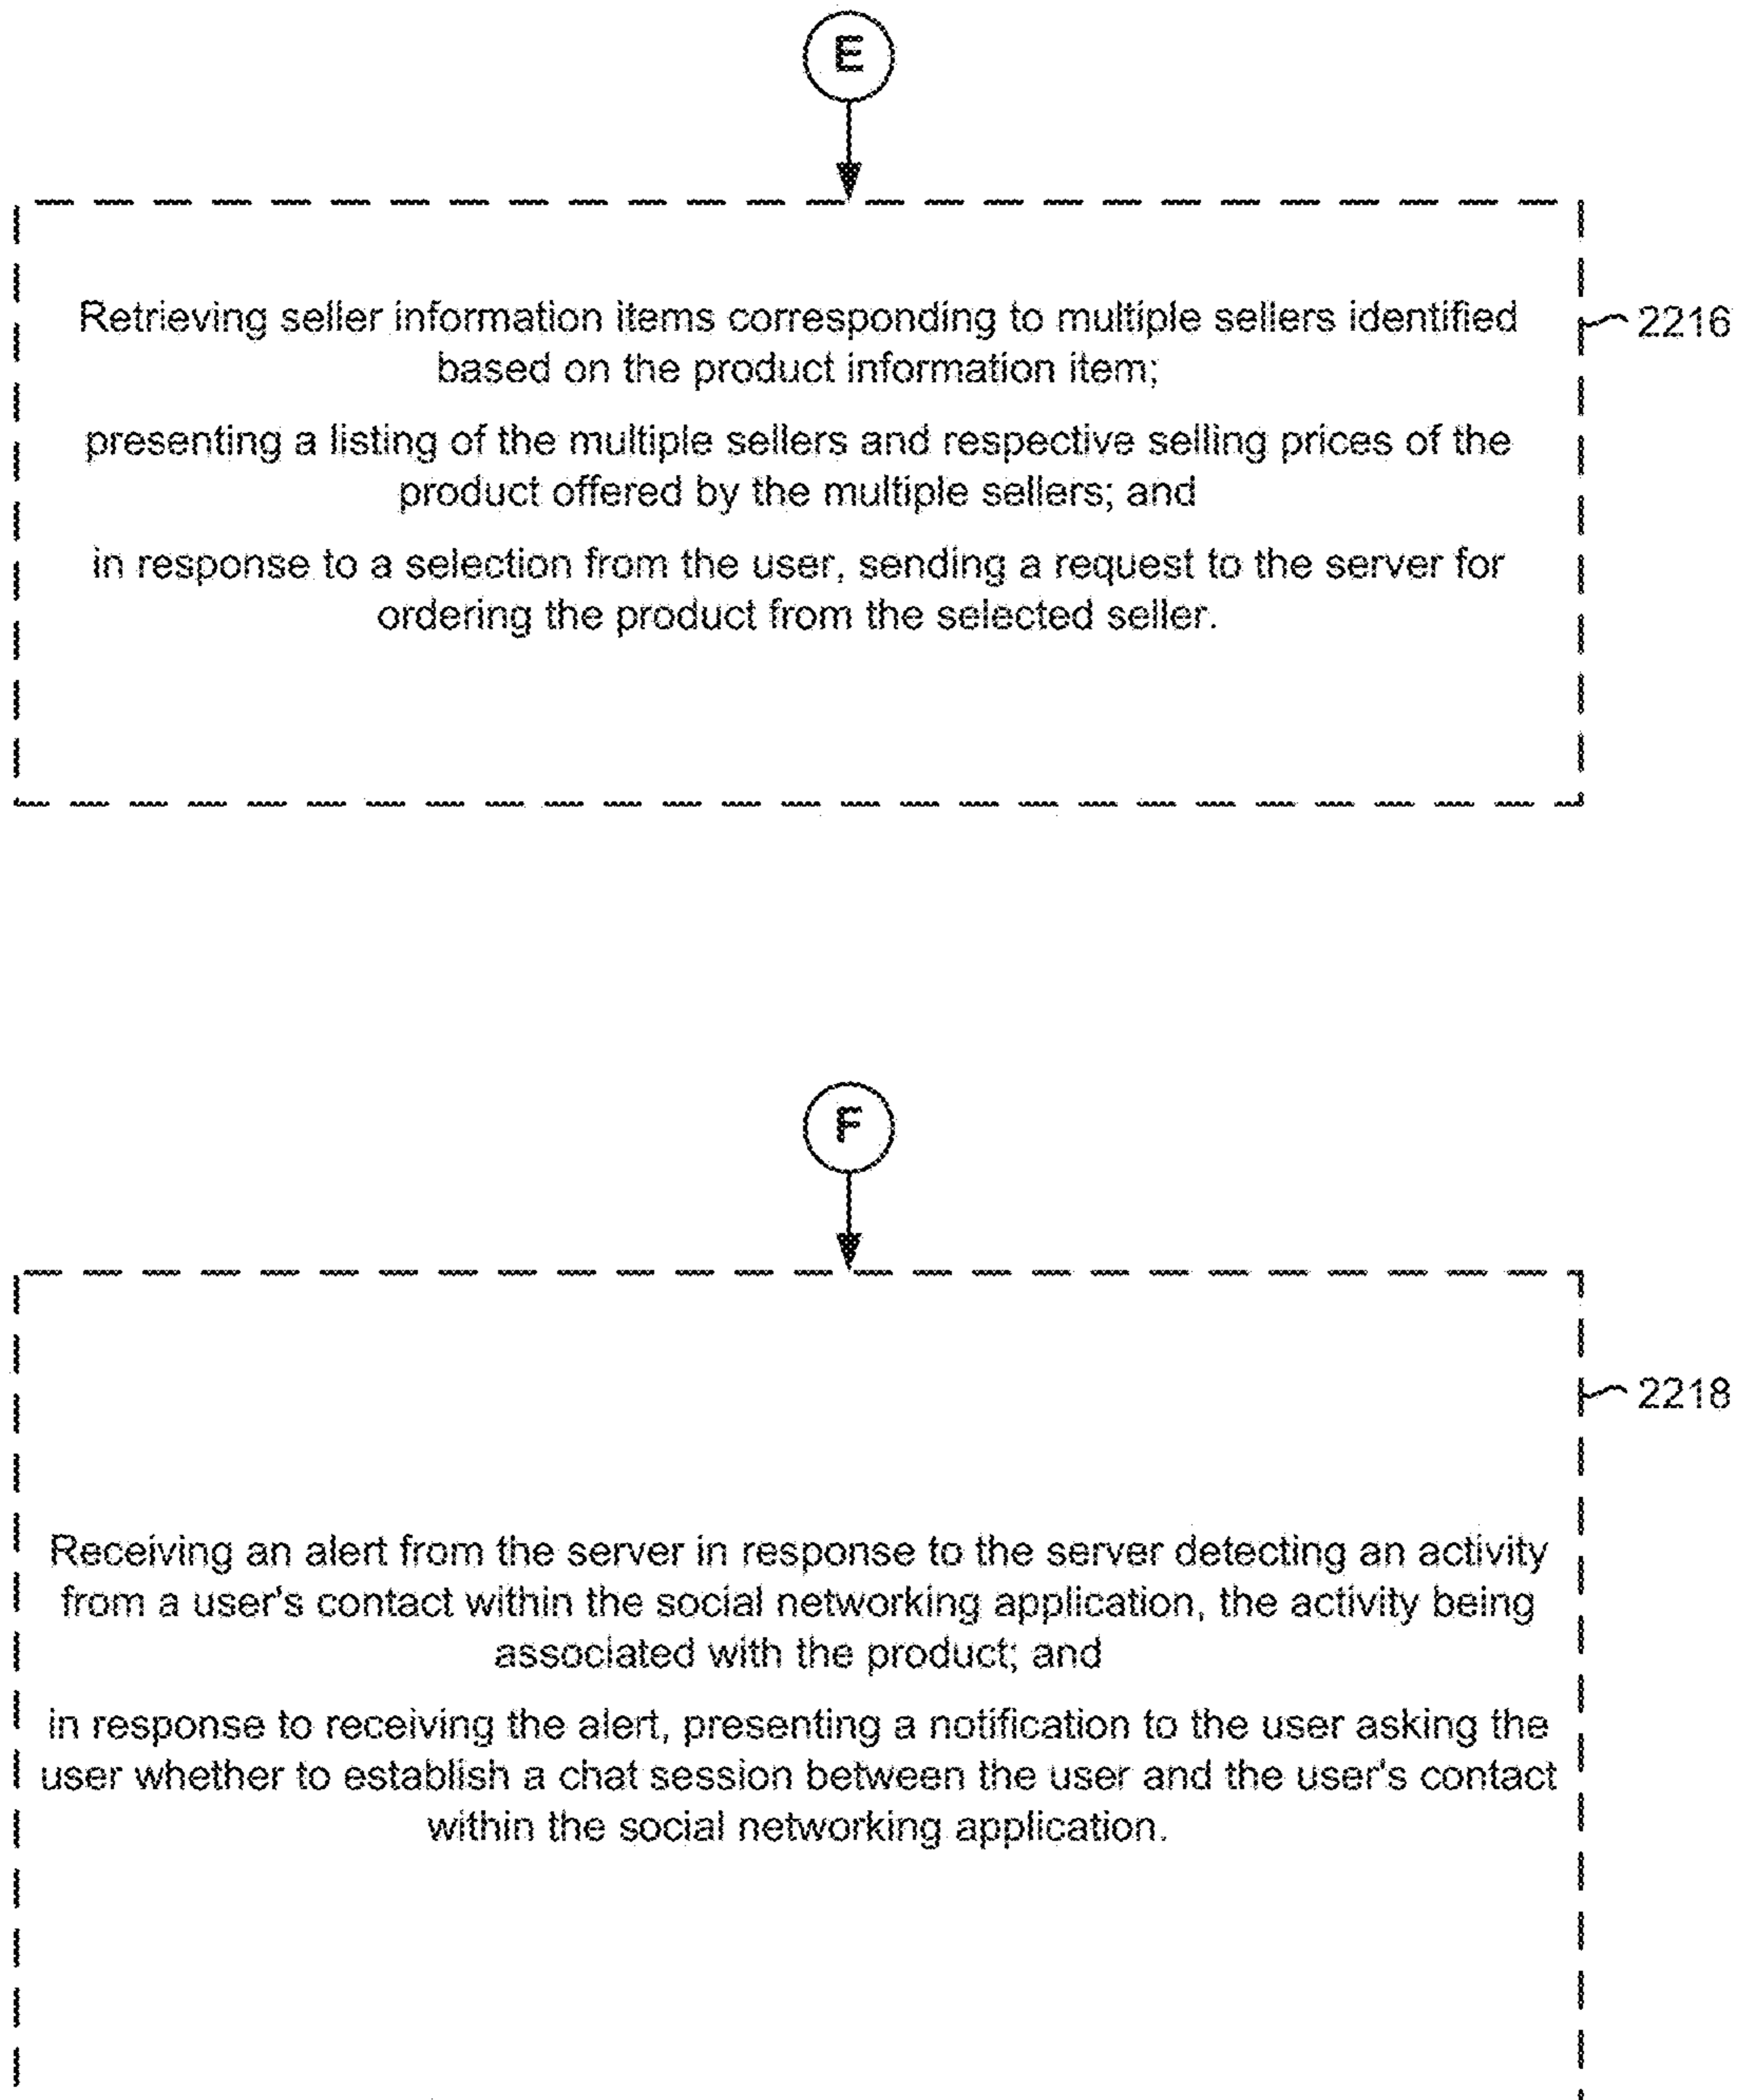 E
Retrieving seller information items corresponding to multiple sellers identified
based on the product information item;
presenting a listing of the multiple sellers and respective selling prices of the
product offered by the multiple sellers; and
in response to a selection from the user, sending a request to the server for
ordering the product from the selected seller.
2216
F
2218
Receiving an alert from the server in response to the server detecting an activity
from a user's contact within the social networking application, the activity being
associated with the product; and
in response to receiving the alert, presenting a notification to the user asking the
user whether to establish a chat session between the user and the user's contact
within the social networking application.